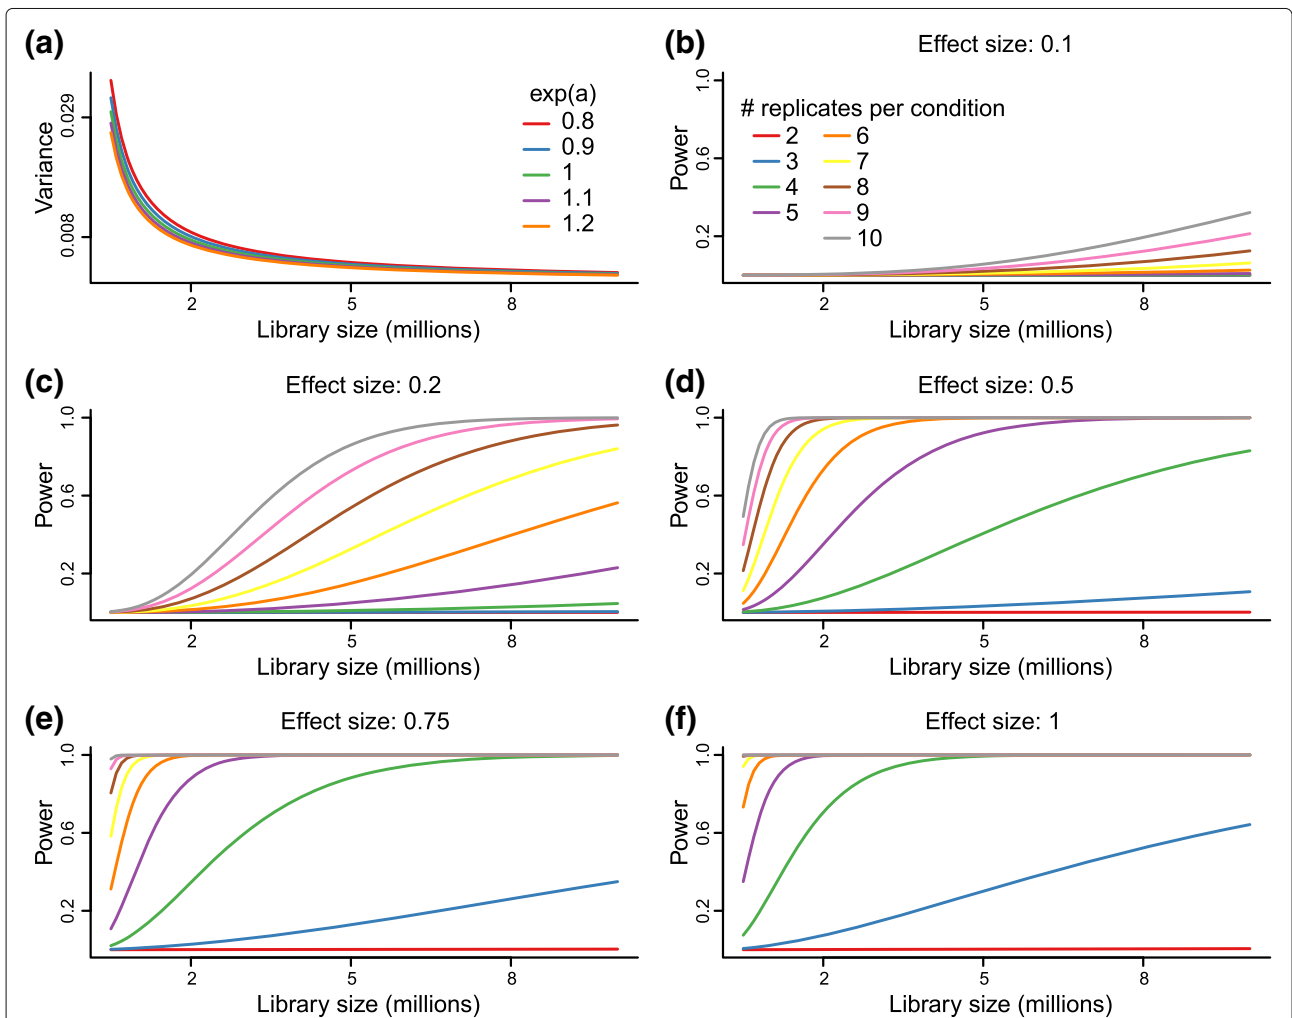 (a)
Variance
0.029
0.008
exp(a)
0.8
0.9
1
1.1
1.2
2 5 8
Library size (millions)
(b)
Effect size: 0.1
Power
1.0
0.6
0.2
# replicates per condition
2 6
3 7
4 8
5 9
10
2 5 8
Library size (millions)
(c)
Effect size: 0.2
Power
1.0
0.6
0.2
2 5 8
Library size (millions)
(d)
Effect size: 0.5
Power
1.0
0.6
0.2
2 5 8
Library size (millions)
(e)
Effect size: 0.75
Power
1.0
0.6
0.2
2 5 8
Library size (millions)
(f)
Effect size: 1
Power
1.0
0.6
0.2
2 5 8
Library size (millions)